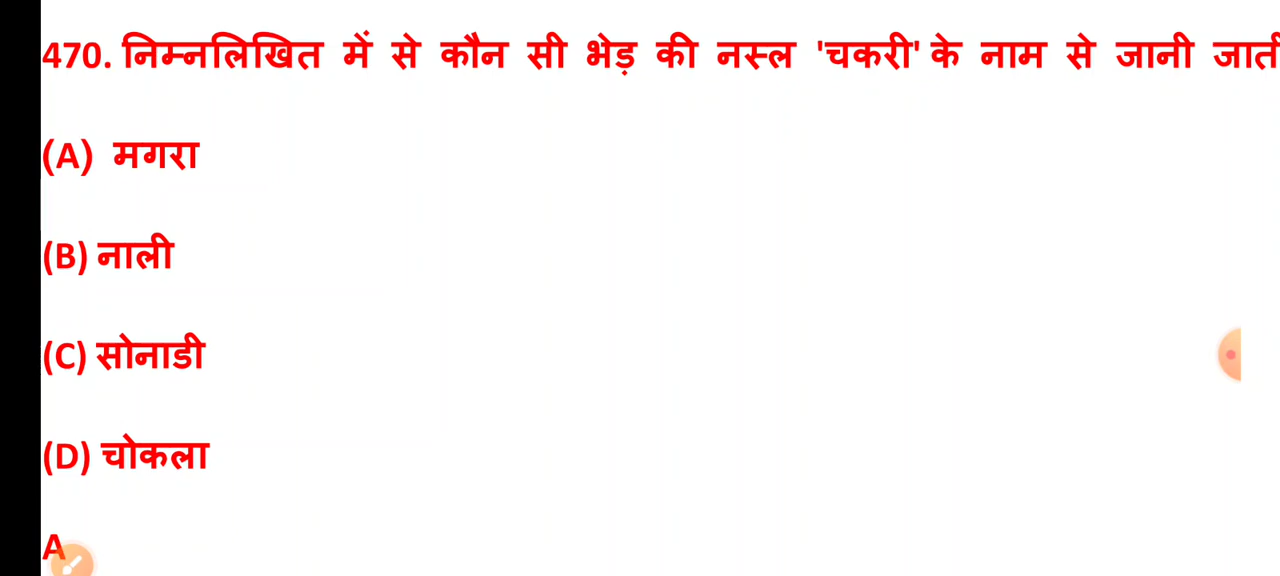 470. निम्नलिखित में से कौन सी भेड़ की नस्ल 'चकरी' के नाम से जानी जाती
(A) मगरा
(B) नाली
(C) सोनाडी
(D) चोकला
A